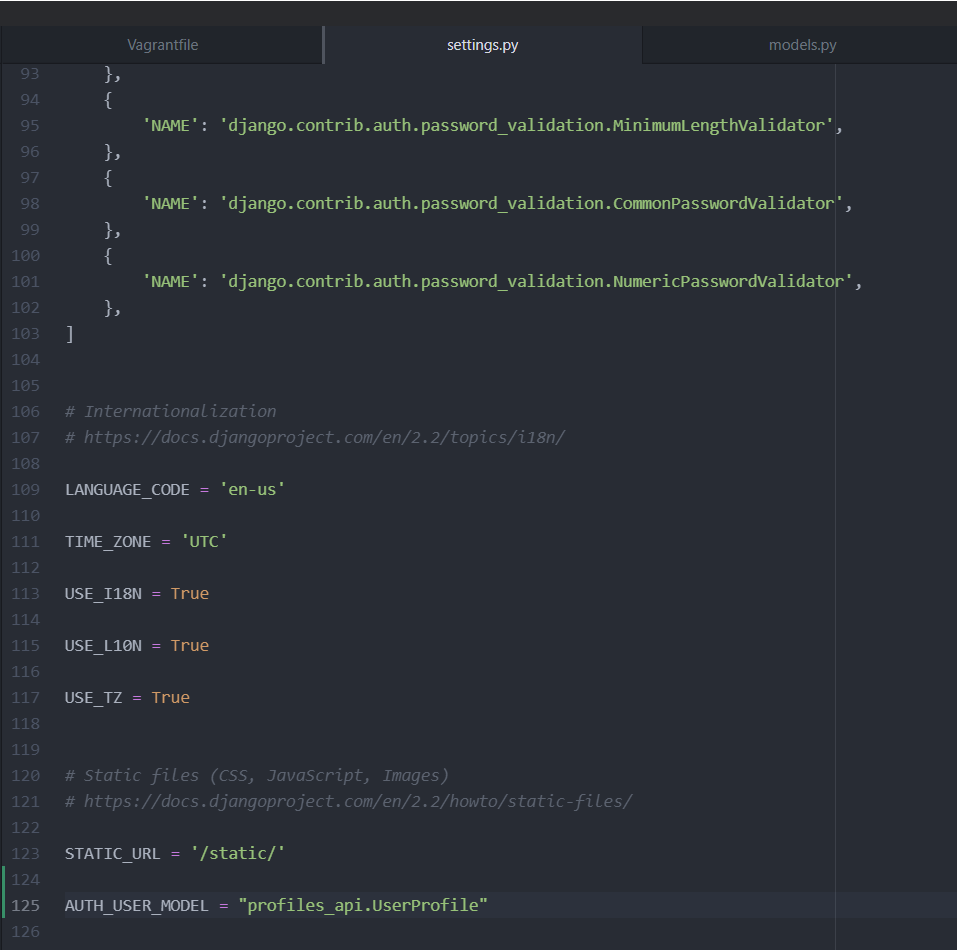 Vagrantfile settings.py models.py
93 },
94 {
95 'NAME': 'django.contrib.auth.password_validation.MinimumLengthValidator',
96 },
97 {
98 'NAME': 'django.contrib.auth.password_validation.CommonPasswordValidator',
99 },
100 {
101 'NAME': 'django.contrib.auth.password_validation.NumericPasswordValidator',
102 },
103 ]
104
105
106 # Internationalization
107 # https://docs.djangoproject.com/en/2.2/topics/i18n/
108
109 LANGUAGE_CODE = 'en-us'
110
111 TIME_ZONE = 'UTC'
112
113 USE_I18N = True
114
115 USE_L10N = True
116
117 USE_TZ = True
118
119
120 # Static files (CSS, JavaScript, Images)
121 # https://docs.djangoproject.com/en/2.2/howto/static-files/
122
123 STATIC_URL = '/static/'
124
125 AUTH_USER_MODEL = "profiles_api.UserProfile"
126